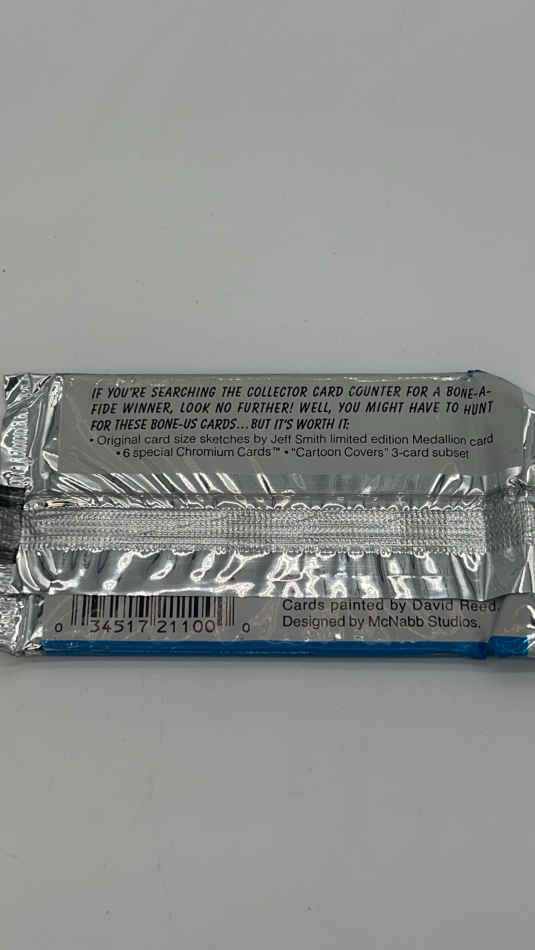 IF YOU'RE SEARCHING THE COLLECTOR CARD COUNTER FOR A BONE-A-
FIDE WINNER, LOOK NO FURTHER! WELL, YOU MIGHT HAVE TO HUNT
FOR THESE BONE-US CARDS...BUT IT'S WORTH IT:
• Original card size sketches by Jeff Smith limited edition Medallion card
• 6 special Chromium Cards™ • "Cartoon Covers" 3-card subset
Cards painted by David Reed.
Designed by McNabb Studios.
0 34517 21100 0